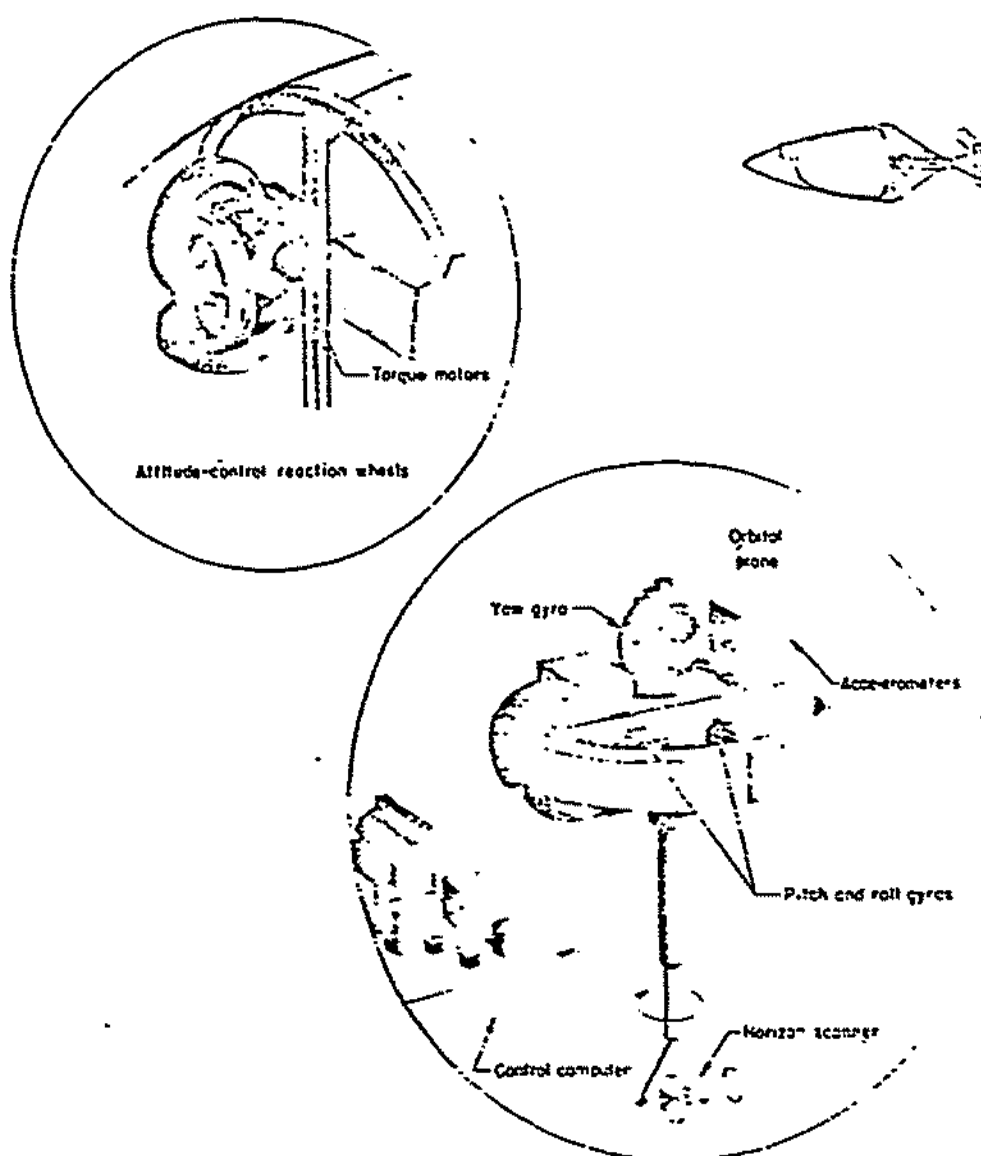 Torque motors
Attitude-control reaction wheels
Orbital
plane
Yaw gyro
Accelerometers
Pitch and roll gyros
Horizon scanner
Control computer